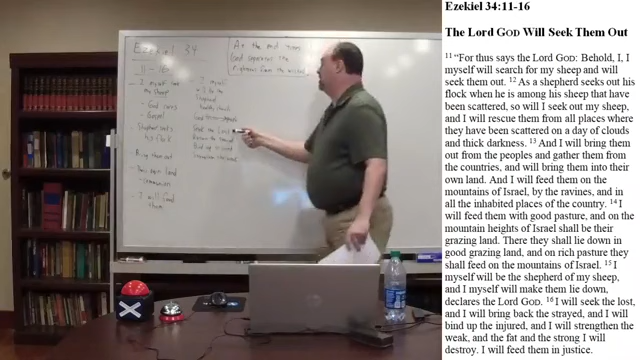 Ezekiel 34
11-16
At the end times
God separates the
righteous from the wicked
- God cares
- Gospel
his flock
- Bring them out
- Their own land
- I will feed
them
- I myself
will be the
Shepherd
Seek the Lost
Ezekiel 34:11-16
The Lord GOD Will Seek Them Out
11 “For thus says the Lord GOD: Behold, I, I
myself will search for my sheep and will
seek them out. 12 As a shepherd seeks out his
flock when he is among his sheep that have
been scattered, so will I seek out my sheep,
and I will rescue them from all places where
they have been scattered on a day of clouds
and thick darkness. 13 And I will bring them
out from the peoples and gather them from
the countries, and will bring them into their
own land. And I will feed them on the
mountains of Israel, by the ravines, and in
all the inhabited places of the country. 14 I
will feed them with good pasture, and on the
mountain heights of Israel shall be their
grazing land. There they shall lie down in
good grazing land, and on rich pasture they
shall feed on the mountains of Israel. 15 I
myself will be the shepherd of my sheep,
and I myself will make them lie down,
declares the Lord GOD. 16 I will seek the lost,
and I will bring back the strayed, and I will
bind up the injured, and I will strengthen the
weak, and the fat and the strong I will
destroy. I will feed them in justice.